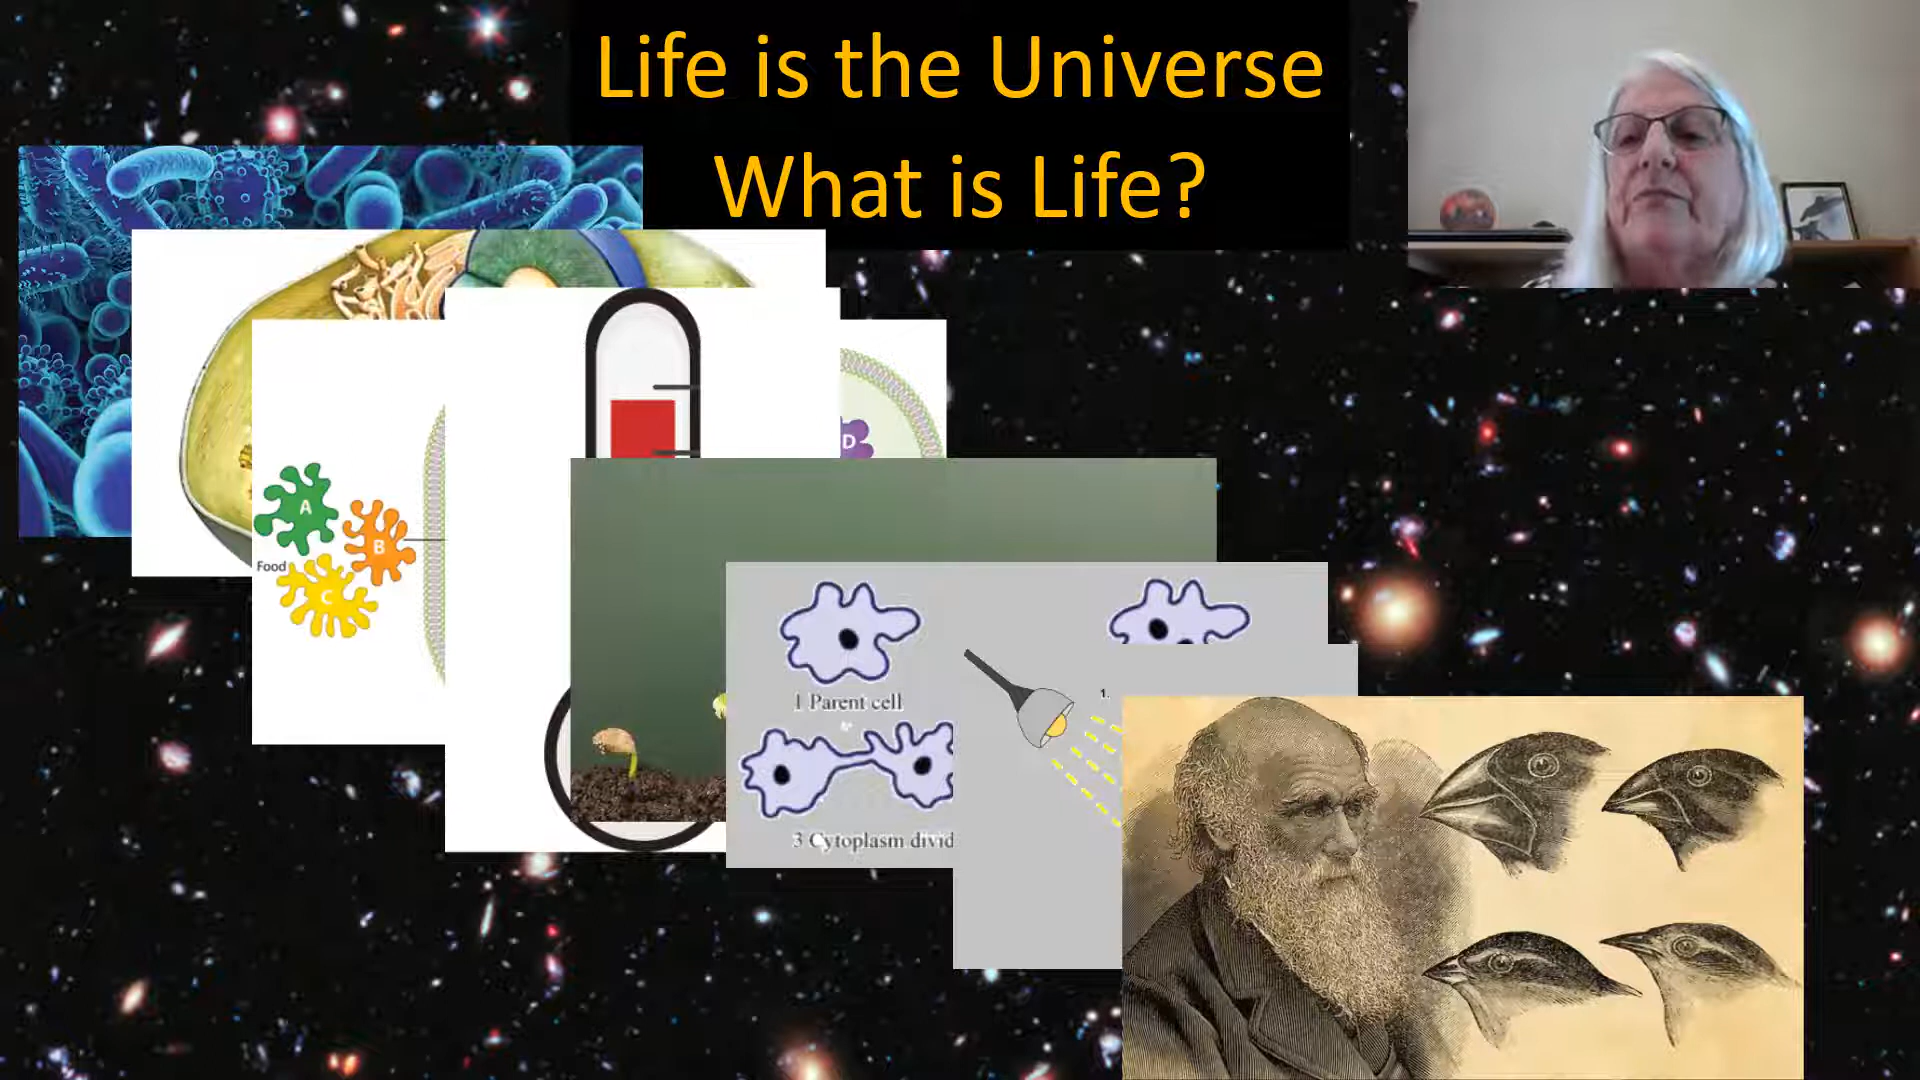 Life is the Universe
What is Life?
D
A
B
Food
C
1 Parent cell
1.
3 Cytoplasm divid